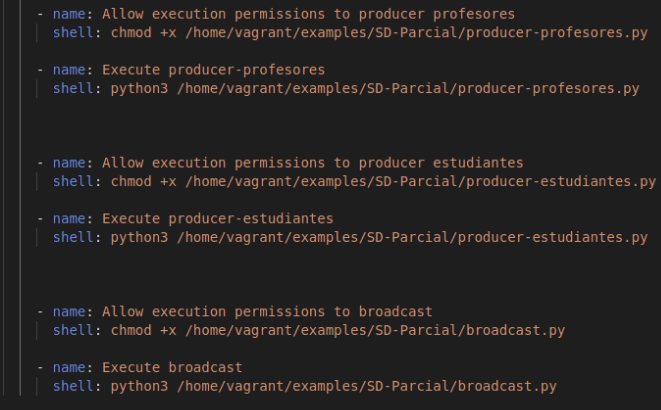 - name: Allow execution permissions to producer profesores
shell: chmod +x /home/vagrant/examples/SD-Parcial/producer-profesores.py
- name: Execute producer-profesores
shell: python3 /home/vagrant/examples/SD-Parcial/producer-profesores.py
- name: Allow execution permissions to producer estudiantes
shell: chmod +x /home/vagrant/examples/SD-Parcial/producer-estudiantes.py
- name: Execute producer-estudiantes
shell: python3 /home/vagrant/examples/SD-Parcial/producer-estudiantes.py
- name: Allow execution permissions to broadcast
shell: chmod +x /home/vagrant/examples/SD-Parcial/broadcast.py
- name: Execute broadcast
shell: python3 /home/vagrant/examples/SD-Parcial/broadcast.py